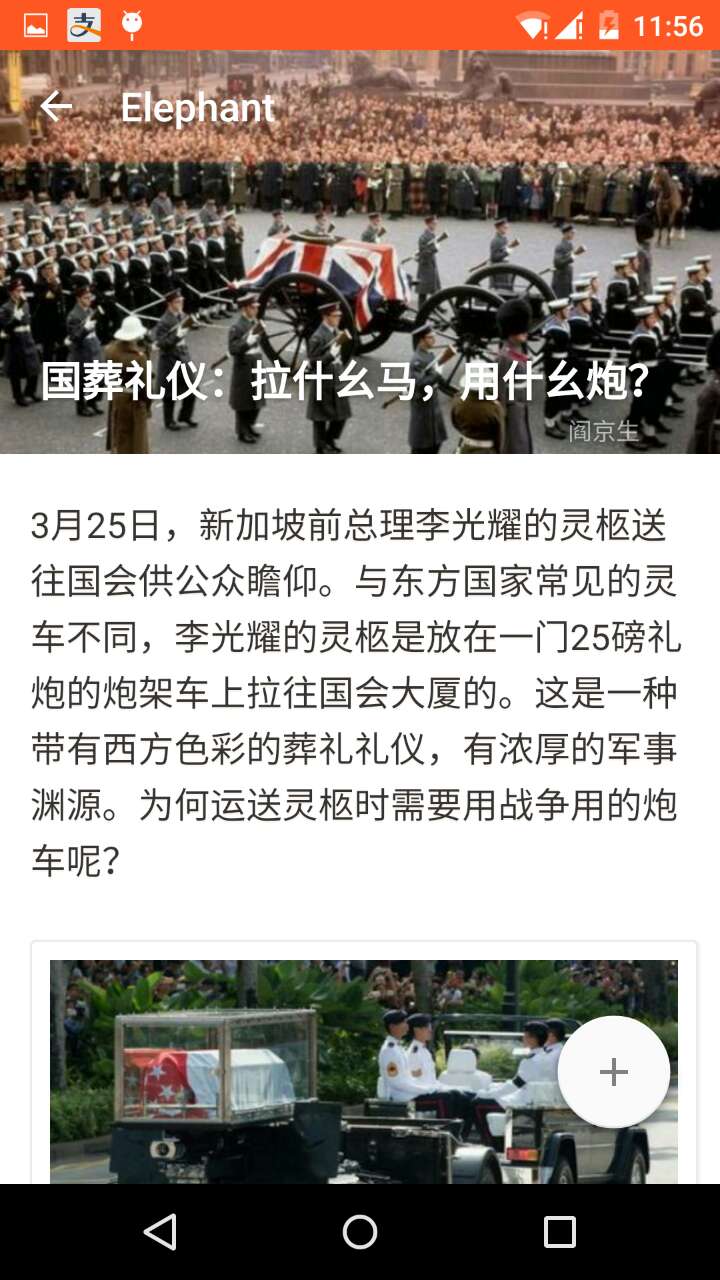 11:56
Elephant
国葬礼仪：拉什幺马，用什幺炮？
阎京生
3月25日，新加坡前总理李光耀的灵柩送
往国会供公众瞻仰。与东方国家常见的灵
车不同，李光耀的灵柩是放在一门25磅礼
炮的炮架车上拉往国会大厦的。这是一种
带有西方色彩的葬礼礼仪，有浓厚的军事
渊源。为何运送灵柩时需要用战争用的炮
车呢？